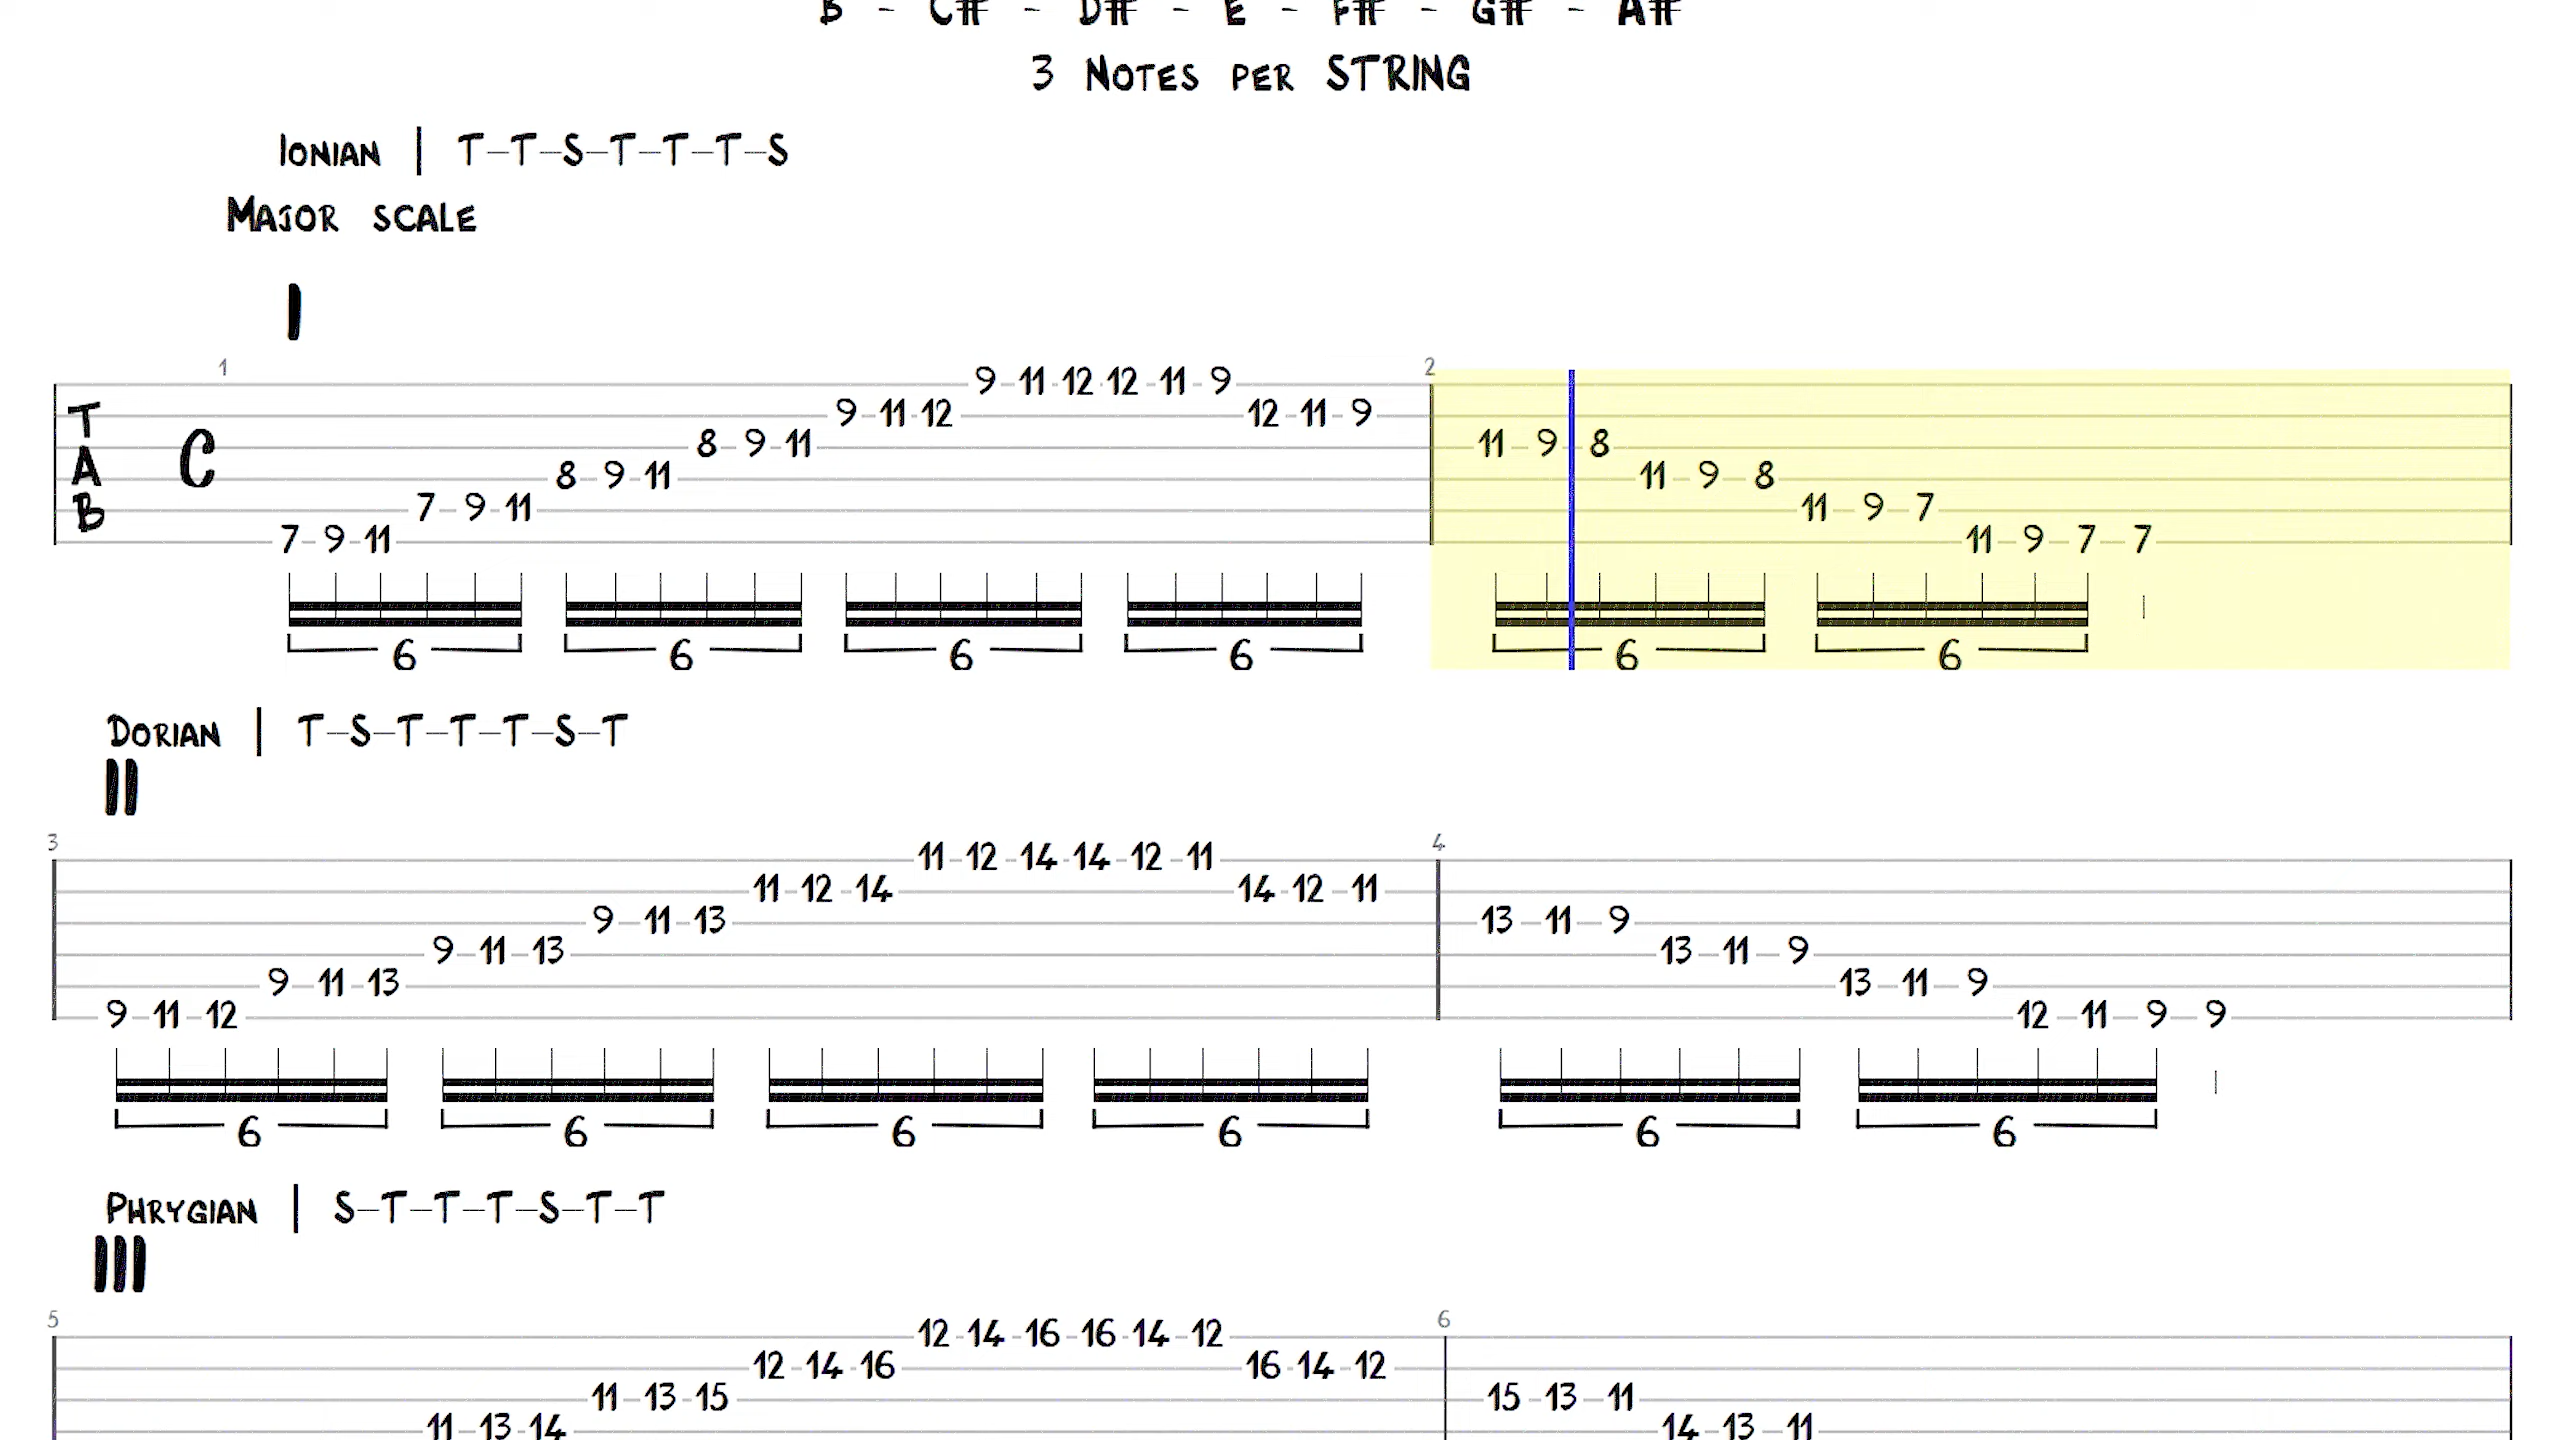 B - C# - D# - E - F# - G# - A#
3 NOTES PER STRING
IONIAN | T-T-S-T-T-T-S
MAJOR SCALE
I
1 2
9 11 12 12 11 9
T 9 11 12 12 11 9
A C 8 9 11 11 9 8
8 9 11 11 9 8
B 7 9 11 11 9 7
7 9 11 11 9 7 7
6 6 6 6 6 6
DORIAN | T-S-T-T-T-S-T
II
3 4
11 12 14 14 12 11
11 12 14 14 12 11
9 11 13 13 11 9
9 11 13 13 11 9
9 11 13 13 11 9
9 11 12 12 11 9 9
6 6 6 6 6 6
PHRYGIAN | S-T-T-T-S-T-T
III
5 6
12 14 16 16 14 12
12 14 16 16 14 12
11 13 15 15 13 11
11 13 14 14 13 11